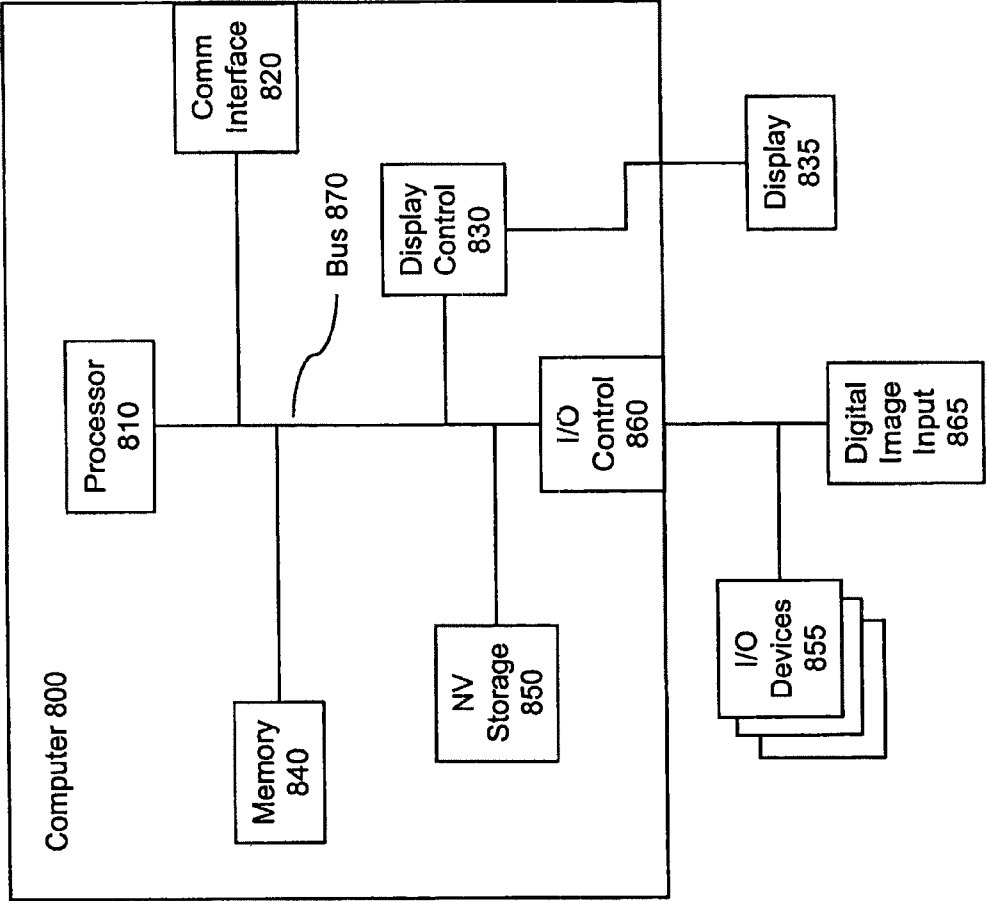 Computer 800
Memory
840
Processor
810
Comm
Interface
820
Bus 870
NV
Storage
850
Display
Control
830
I/O
Control
860
I/O
Devices
855
Digital
Image
Input
865
Display
835